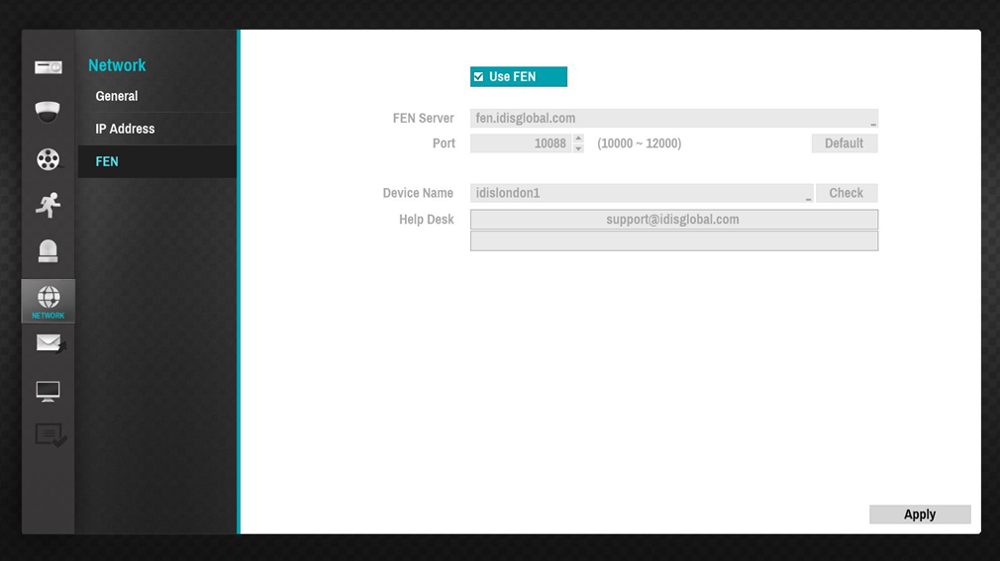 Network
General
IP Address
FEN
NETWORK
Use FEN
FEN Server fen.idisglobal.com
Port 10088 (10000 ~ 12000) Default
Device Name idislondon1 Check
Help Desk support@idisglobal.com
Apply